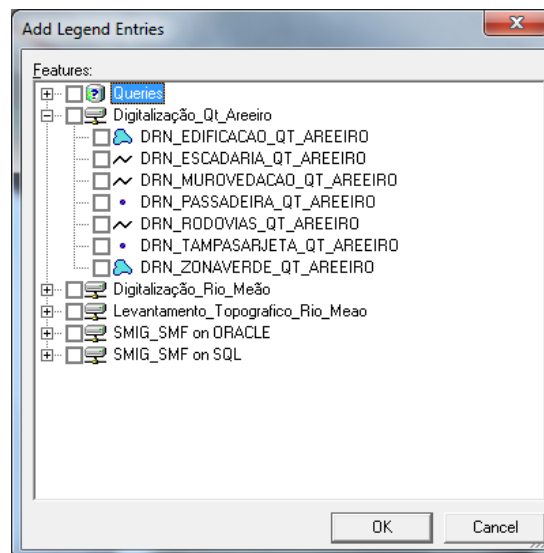 Add Legend Entries
Features:
Queries
Digitalização_Qt_Areeiro
DRN_EDIFICACAO_QT_AREEIRO
DRN_ESCADARIA_QT_AREEIRO
DRN_MUROVEDACAO_QT_AREEIRO
DRN_PASSADEIRA_QT_AREEIRO
DRN_RODOVIAS_QT_AREEIRO
DRN_TAMPASARJETA_QT_AREEIRO
DRN_ZONAVERDE_QT_AREEIRO
Digitalização_Rio_Meão
Levantamento_Topografico_Rio_Meao
SMIG_SMF on ORACLE
SMIG_SMF on SQL
OK Cancel